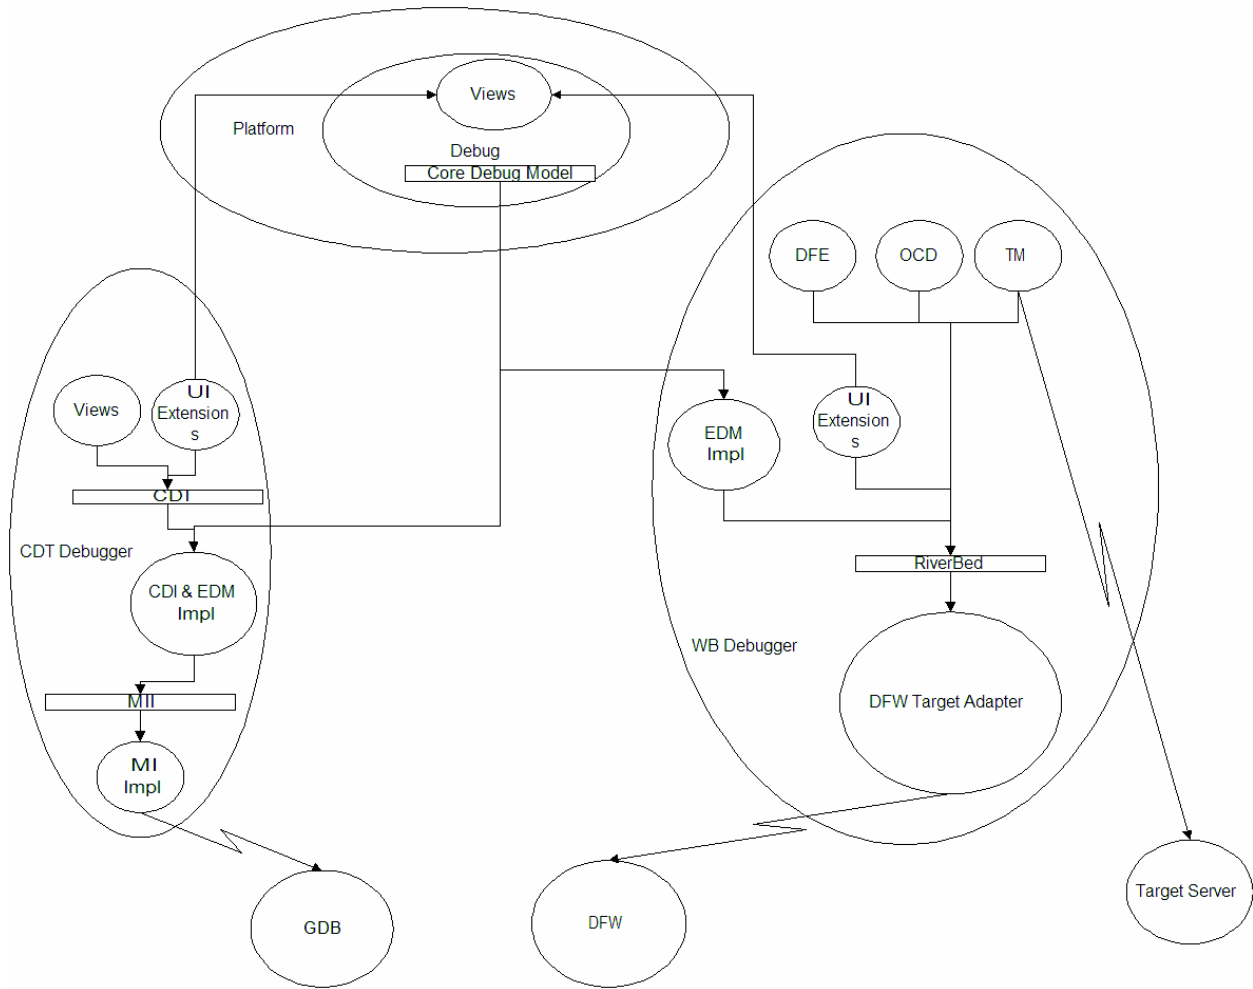 Views
Platform
Debug
Core Debug Model
DFE
OCD
TM
Views
UI
Extension
s
UI
Extension
s
EDM
Impl
CDI
CDT Debugger
RiverBed
CDI & EDM
Impl
WB Debugger
MII
DFW Target Adapter
MI
Impl
Target Server
GDB
DFW